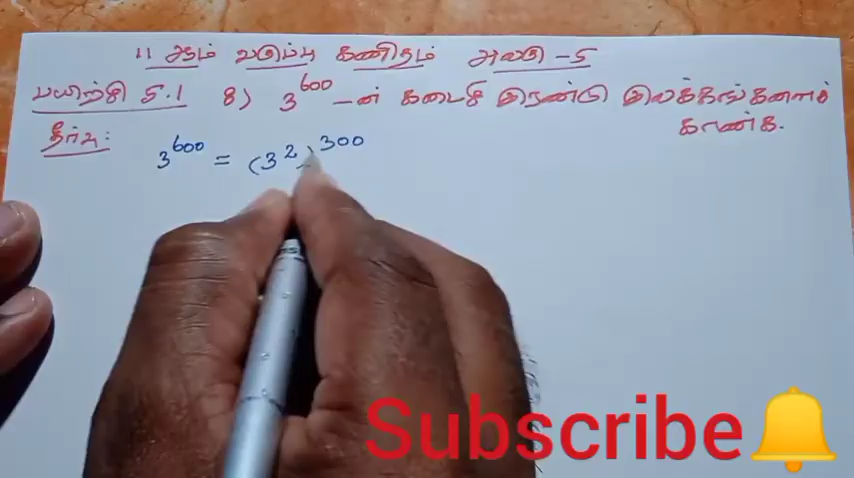 11 ஆம் வகுப்பு கணிதம் அலகு - 5
பயிற்சி 5.1 8) 3^600 -ன் கடைசி இரண்டு இலக்கங்களைக் காண்க.
தீர்வு:
3^600 = (3^2)^300
Subscribe